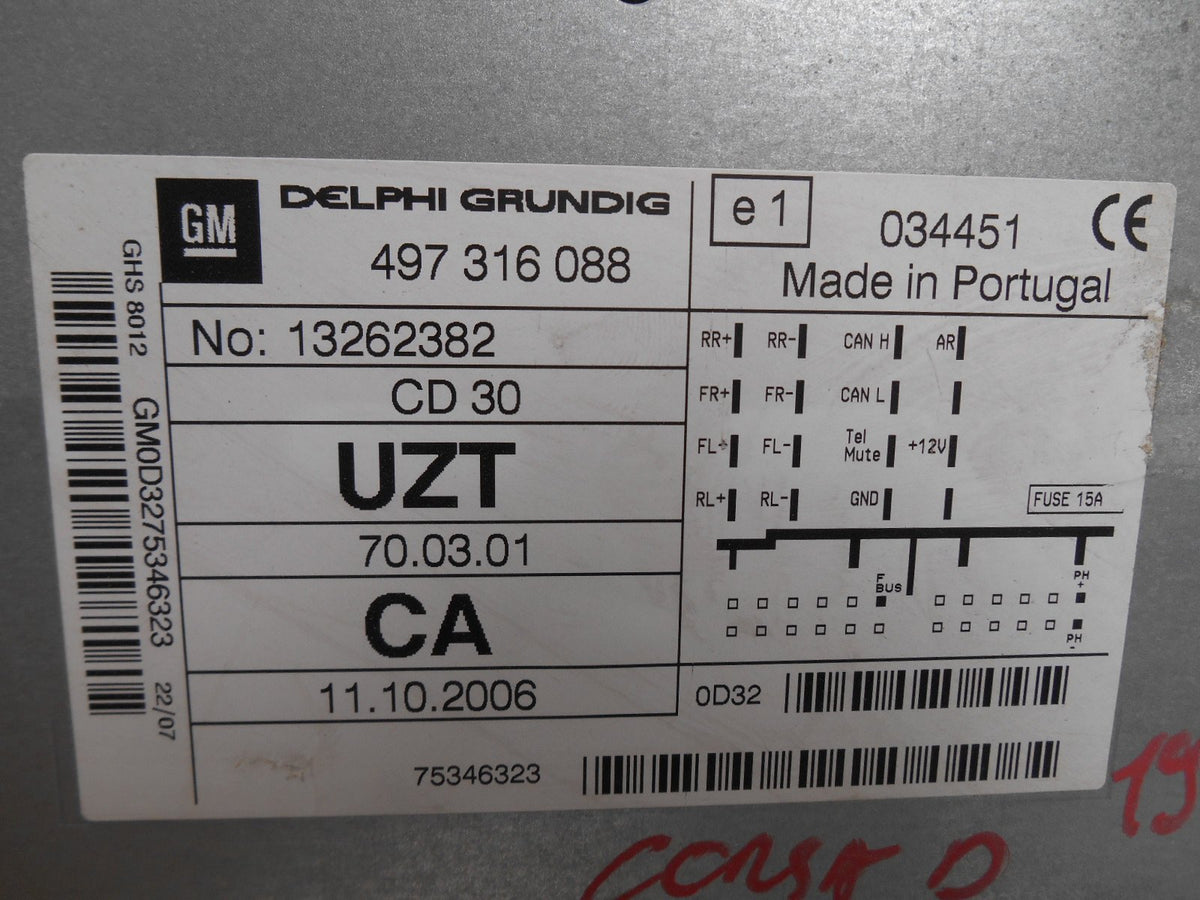 GM
DELPHI GRUNDIG
497 316 088
e 1
034451
CE
Made in Portugal
No: 13262382
CD 30
UZT
70.03.01
CA
11.10.2006
GHS 8012
GM0D3275346323
22/07
RR+ RR- CAN H AR
FR+ FR- CAN L
FL+ FL- Tel Mute +12V
RL+ RL- GND
FUSE 15A
F BUS
PH +
PH -
0D32
75346323
19
CORSA D